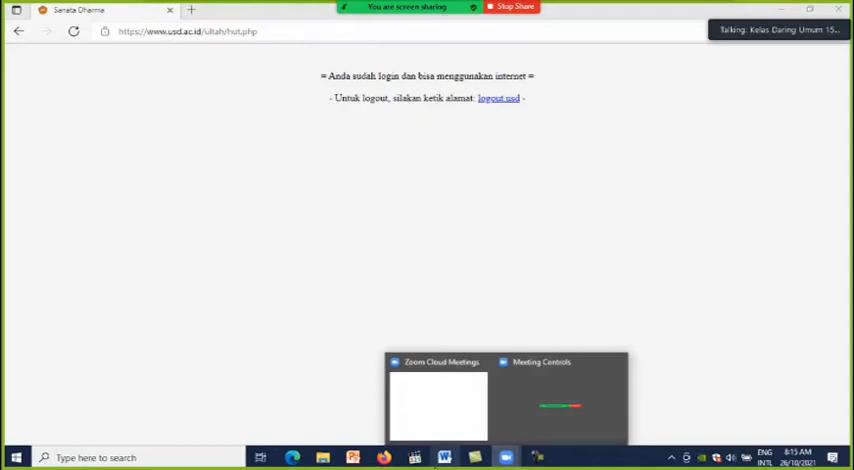 Sanata Dharma
You are screen sharing
Stop Share
https://www.usd.ac.id/ultah/hut.php
Talking: Kelas Daring Umum 15...
= Anda sudah login dan bisa menggunakan internet =
- Untuk logout, silakan ketik alamat: logout.usd -
Zoom Cloud Meetings
Meeting Controls
Type here to search
ENG
INTL
8:15 AM
26/10/2021